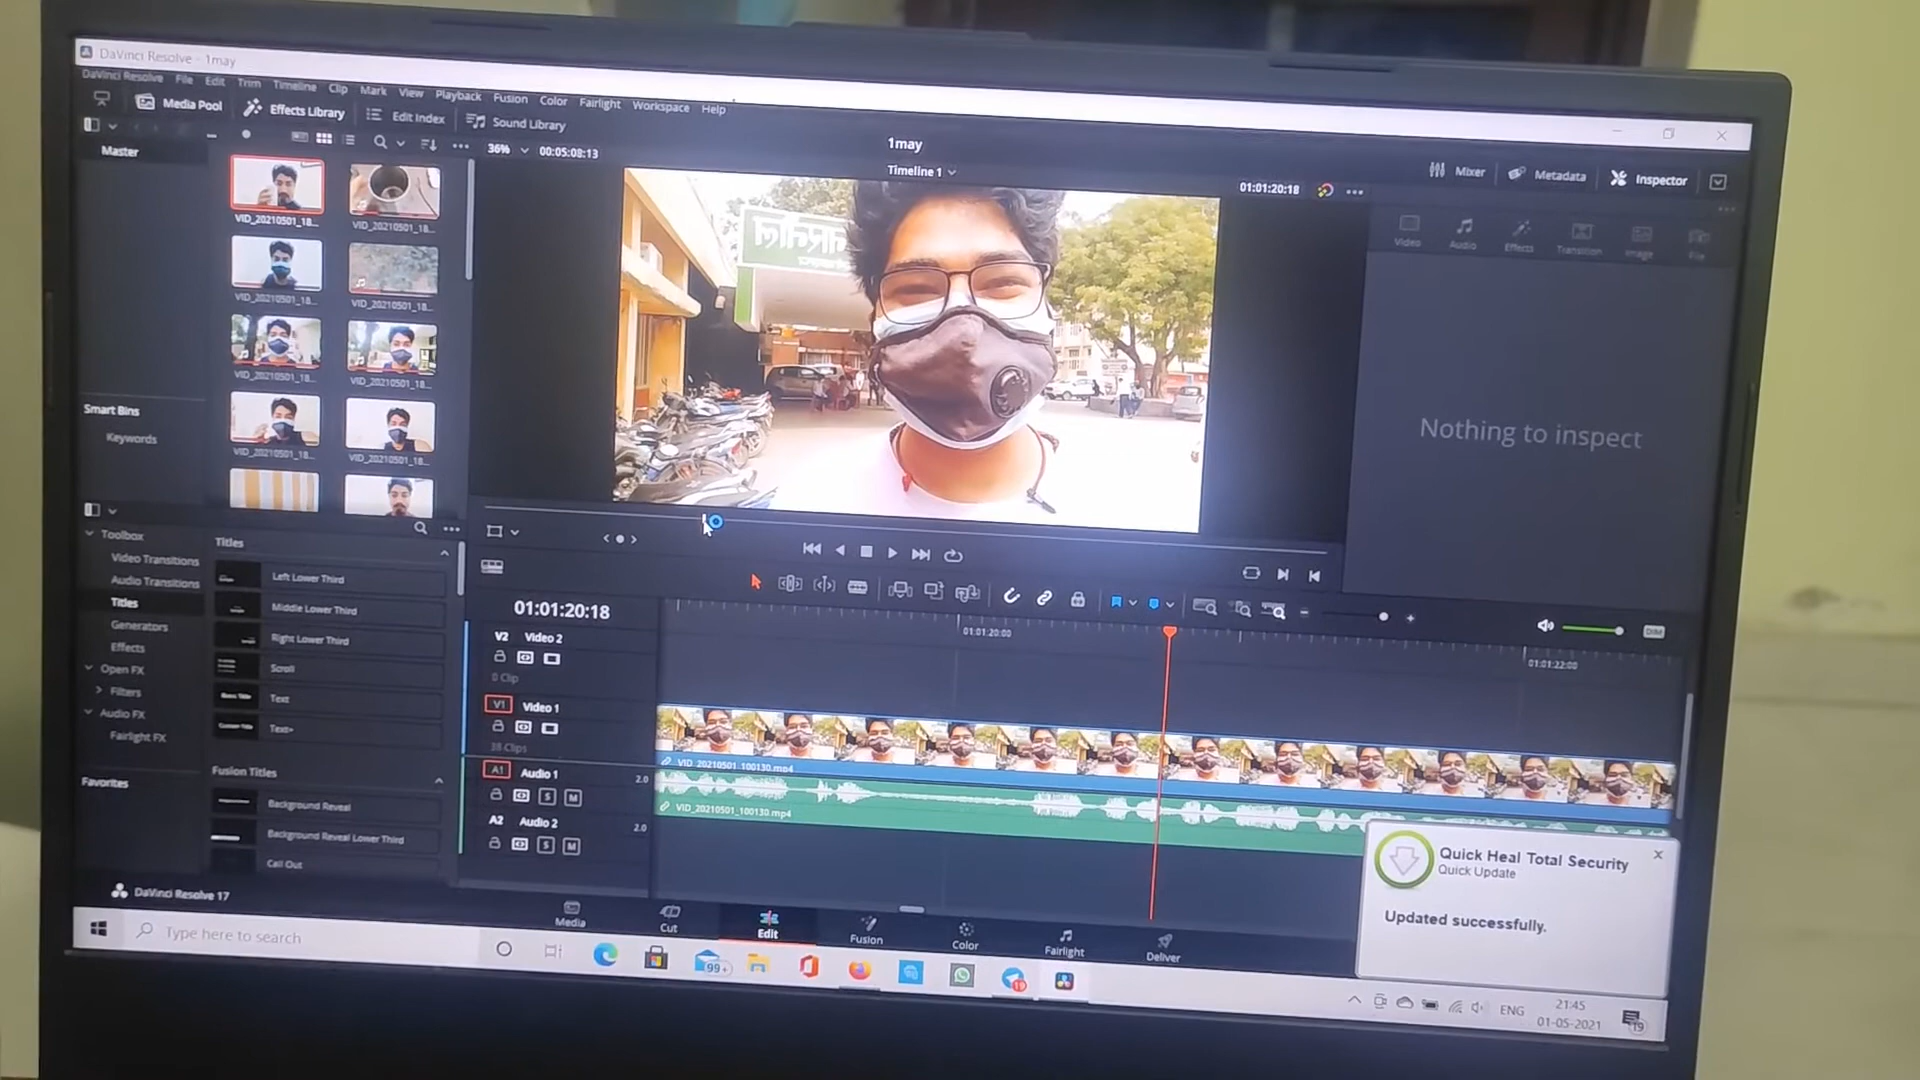 DaVinci Resolve - 1may
DaVinci Resolve File Edit Trim Timeline Clip Mark View Playback Fusion Color Fairlight Workspace Help
Media Pool Effects Library Edit Index Sound Library
1may
Mixer Metadata Inspector
Master
36% 00:05:08:13 Timeline 1 01:01:20:18
VID_20210501_18... VID_20210501_18...
VID_20210501_18... VID_20210501_18...
VID_20210501_18... VID_20210501_18...
VID_20210501_18... VID_20210501_18...
Video Audio Effects Transition Image File
Nothing to inspect
Smart Bins
Keywords
Toolbox
Video Transitions
Audio Transitions
Titles
Generators
Effects
Open FX
Filters
Audio FX
Fairlight FX
Favorites
Titles
Left Lower Third
Middle Lower Third
Right Lower Third
Scroll
Text
Text+
Fusion Titles
Background Reveal
Background Reveal Lower Third
Call Out
DIM
01:01:20:18
01:01:20:00
01:01:22:00
V2 Video 2
0 Clip
V1 Video 1
38 Clips
A1 Audio 1 2.0
S M
A2 Audio 2 2.0
S M
VID_20210501_100130.mp4
VID_20210501_100130.mp4
Quick Heal Total Security
Quick Update
Updated successfully.
DaVinci Resolve 17
Media Cut Edit Fusion Color Fairlight Deliver
Type here to search
99+
19
ENG
21:45
01-05-2021
19